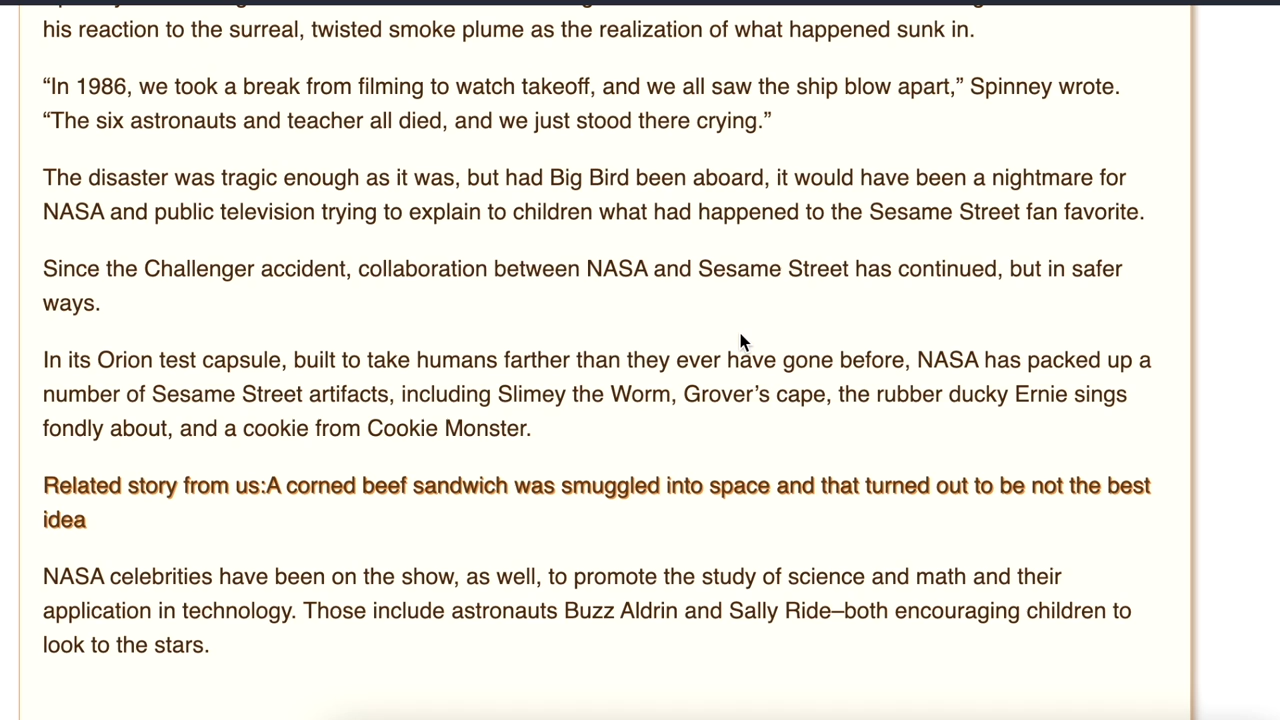 his reaction to the surreal, twisted smoke plume as the realization of what happened sunk in.
“In 1986, we took a break from filming to watch takeoff, and we all saw the ship blow apart,” Spinney wrote.
“The six astronauts and teacher all died, and we just stood there crying.”
The disaster was tragic enough as it was, but had Big Bird been aboard, it would have been a nightmare for
NASA and public television trying to explain to children what had happened to the Sesame Street fan favorite.
Since the Challenger accident, collaboration between NASA and Sesame Street has continued, but in safer
ways.
In its Orion test capsule, built to take humans farther than they ever have gone before, NASA has packed up a
number of Sesame Street artifacts, including Slimey the Worm, Grover’s cape, the rubber ducky Ernie sings
fondly about, and a cookie from Cookie Monster.
Related story from us:A corned beef sandwich was smuggled into space and that turned out to be not the best
idea
NASA celebrities have been on the show, as well, to promote the study of science and math and their
application in technology. Those include astronauts Buzz Aldrin and Sally Ride–both encouraging children to
look to the stars.